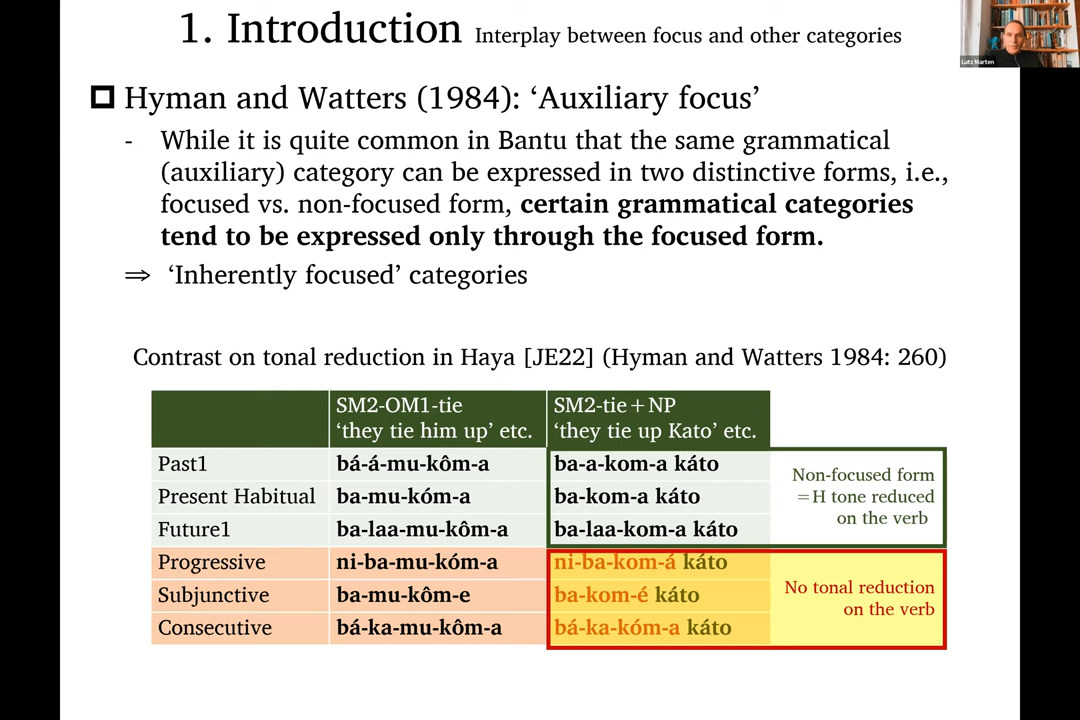 1. Introduction Interplay between focus and other categories
Lutz Marten
Hyman and Watters (1984): ‘Auxiliary focus’
- While it is quite common in Bantu that the same grammatical
(auxiliary) category can be expressed in two distinctive forms, i.e.,
focused vs. non-focused form, certain grammatical categories
tend to be expressed only through the focused form.
⇒ ‘Inherently focused’ categories
Contrast on tonal reduction in Haya [JE22] (Hyman and Watters 1984: 260)
SM2-OM1-tie SM2-tie+NP
‘they tie him up’ etc. ‘they tie up Kato’ etc.
Past1 bá-á-mu-kôm-a ba-a-kom-a káto
Present Habitual ba-mu-kóm-a ba-kom-a káto
Future1 ba-laa-mu-kôm-a ba-laa-kom-a káto
Non-focused form
=H tone reduced
on the verb
Progressive ni-ba-mu-kóm-a ni-ba-kom-á káto
Subjunctive ba-mu-kôm-e ba-kom-é káto
Consecutive bá-ka-mu-kôm-a bá-ka-kóm-a káto
No tonal reduction
on the verb